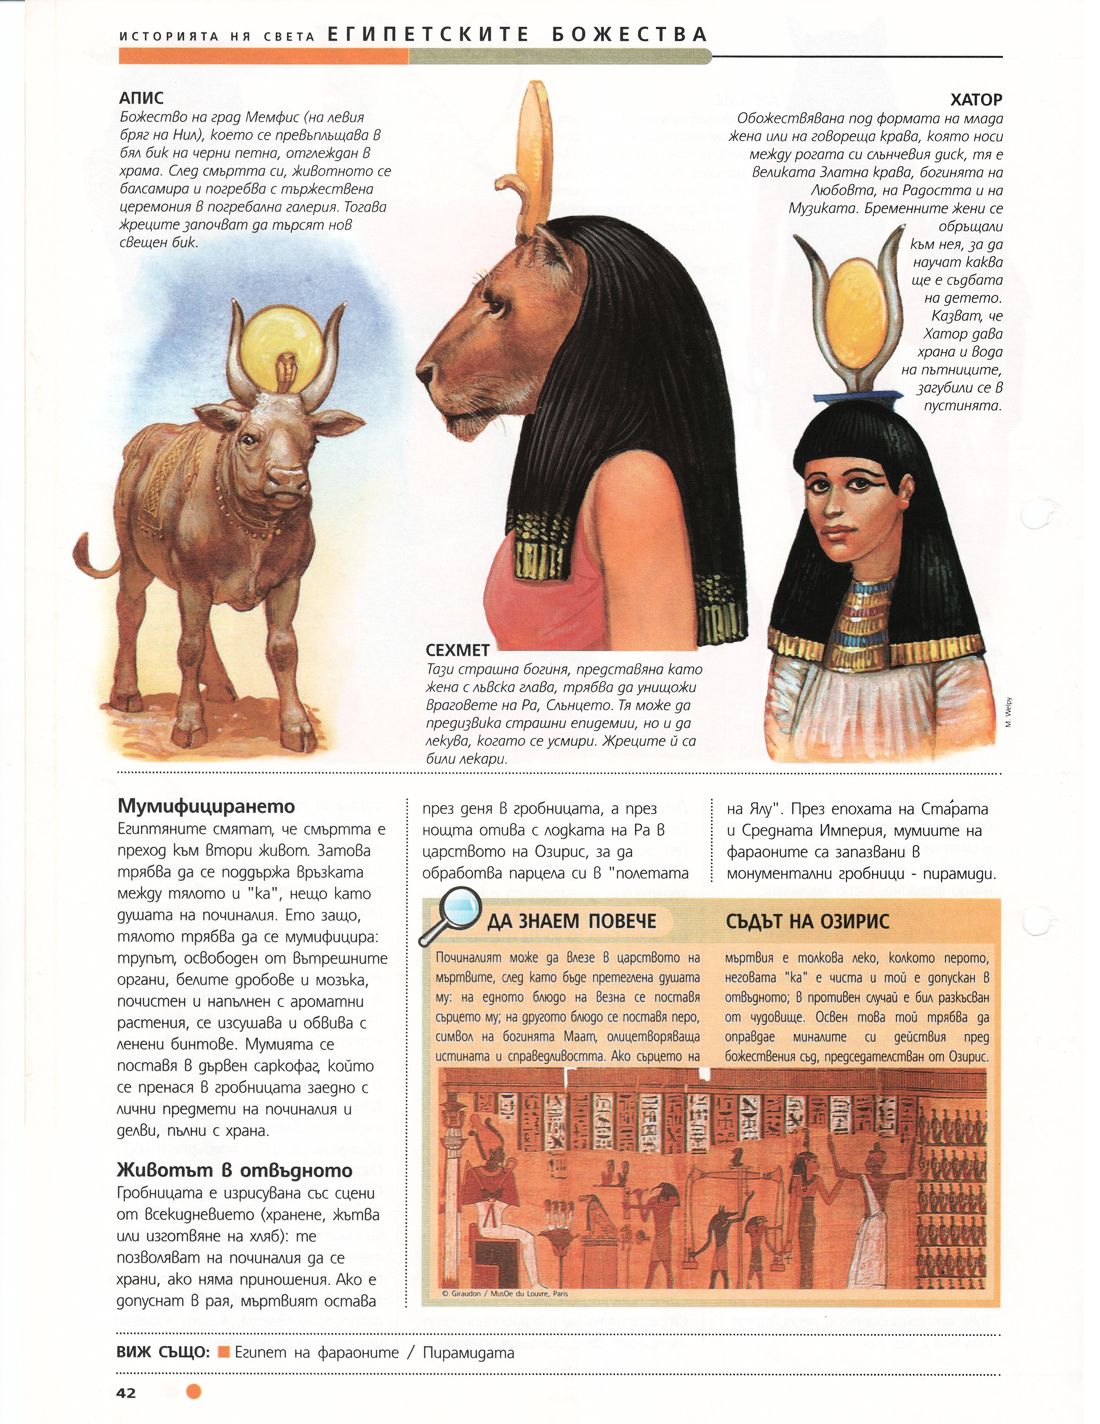 ИСТОРИЯТА НЯ СВЕТА ЕГИПЕТСКИТЕ БОЖЕСТВА
АПИС
Божество на град Мемфис (на левия
бряг на Нил), което се превъплъщава в
бял бик на черни петна, отглеждан в
храма. След смъртта си, животното се
балсамира и погребва с тържествена
церемония в погребална галерия. Тогава
жреците започват да търсят нов
свещен бик.
ХАТОР
Обожествявана под формата на млада
жена или на говореща крава, която носи
между рогата си слънчевия диск, тя е
великата Златна крава, богинята на
Любовта, на Радостта и на
Музиката. Бременните жени се
обръщали
към нея, за да
научат каква
ще е съдбата
на детето.
Казват, че
Хатор дава
храна и вода
на пътниците,
загубили се в
пустинята.
СЕХМЕТ
Тази страшна богиня, представяна като
жена с лъвска глава, трябва да унищожи
враговете на Ра, Слънцето. Тя може да
предизвика страшни епидемии, но и да
лекува, когато се усмири. Жреците й са
били лекари.
M. Welpy
Мумифицирането
Египтяните смятат, че смъртта е
преход към втори живот. Затова
трябва да се поддържа връзката
между тялото и "ка", нещо като
душата на починалия. Ето защо,
тялото трябва да се мумифицира:
трупът, освободен от вътрешните
органи, белите дробове и мозъка,
почистен и напълнен с ароматни
растения, се изсушава и обвива с
ленени бинтове. Мумията се
поставя в дървен саркофаг, който
се пренася в гробницата заедно с
лични предмети на починалия и
делви, пълни с храна.
Животът в отвъдното
Гробницата е изрисувана със сцени
от всекидневието (хранене, жътва
или изготвяне на хляб): те
позволяват на починалия да се
храни, ако няма приношения. Ако е
допуснат в рая, мъртвият остава
през деня в гробницата, а през
нощта отива с лодката на Ра в
царството на Озирис, за да
обработва парцела си в "полетата
на Ялу". През епохата на Старата
и Средната Империя, мумиите на
фараоните са запазвани в
монументални гробници - пирамиди.
ДА ЗНАЕМ ПОВЕЧЕ
СЪДЪТ НА ОЗИРИС
Починалият може да влезе в царството на
мъртвите, след като бъде претеглена душата
му: на едното блюдо на везна се поставя
сърцето му; на другото блюдо се поставя перо,
символ на богинята Маат, олицетворяваща
истината и справедливостта. Ако сърцето на
мъртвия е толкова леко, колкото перото,
неговата "ка" е чиста и той е допускан в
отвъдното; в противен случай е бил разкъсван
от чудовище. Освен това той трябва да
оправдае миналите си действия пред
божествения съд, председателстван от Озирис.
© Giraudon / MusOe du Louvre, Paris
ВИЖ СЪЩО: Египет на фараоните / Пирамидата
42